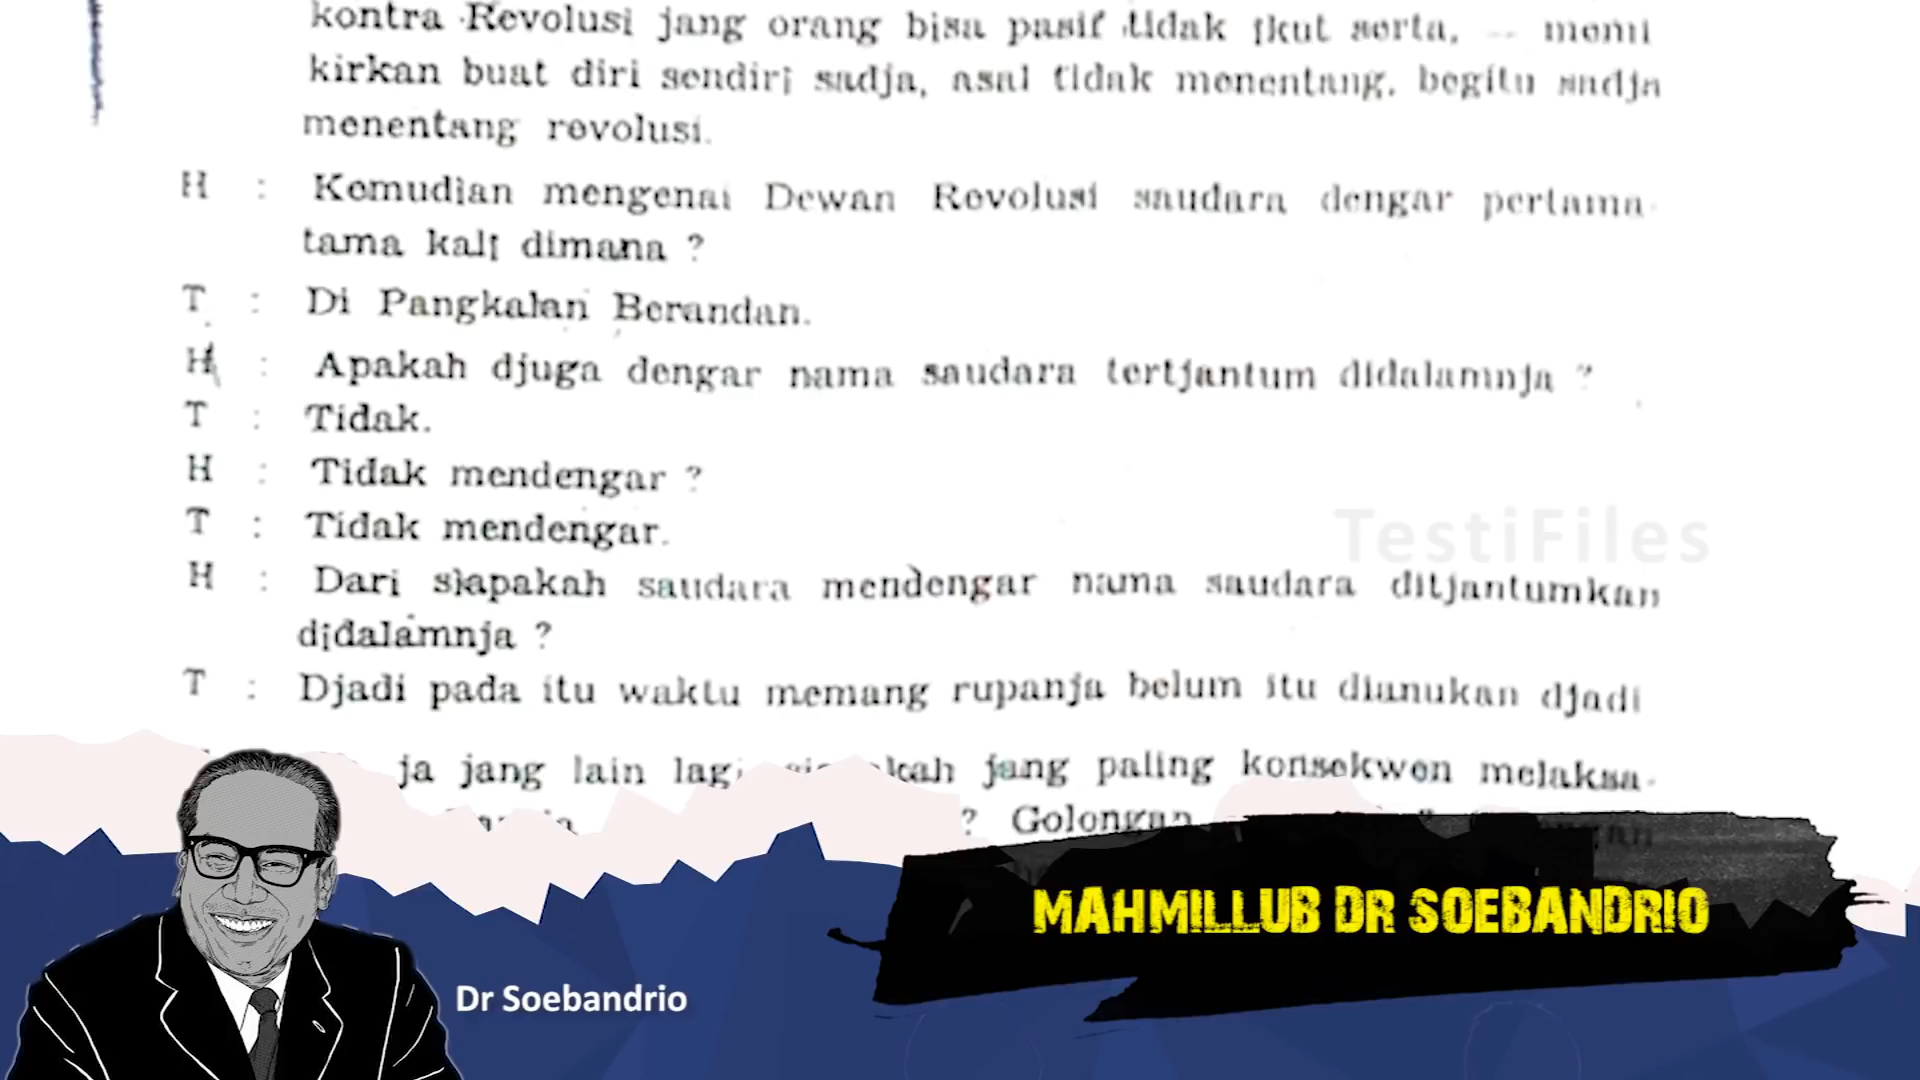 kontra Revolusi jang orang bisa pasif tidak ikut serta, — memi
kirkan buat diri sendiri sadja, asal tidak menentang, begitu sadja
menentang revolusi.
H : Kemudian mengenai Dewan Revolusi saudara dengar pertama-
tama kali dimana ?
T : Di Pangkalan Berandan.
H : Apakah djuga dengar nama saudara tertjantum didalamnja ?
T : Tidak.
H : Tidak mendengar ?
T : Tidak mendengar.
TestiFiles
H : Dari siapakah saudara mendengar nama saudara ditjantumkan
didalamnja ?
T : Djadi pada itu waktu memang rupanja belum itu dianukan djadi
ja jang lain lagi jang paling konsekwen melaksa-
? Golongan
MAHMILLUB DR SOEBANDRIO
Dr Soebandrio